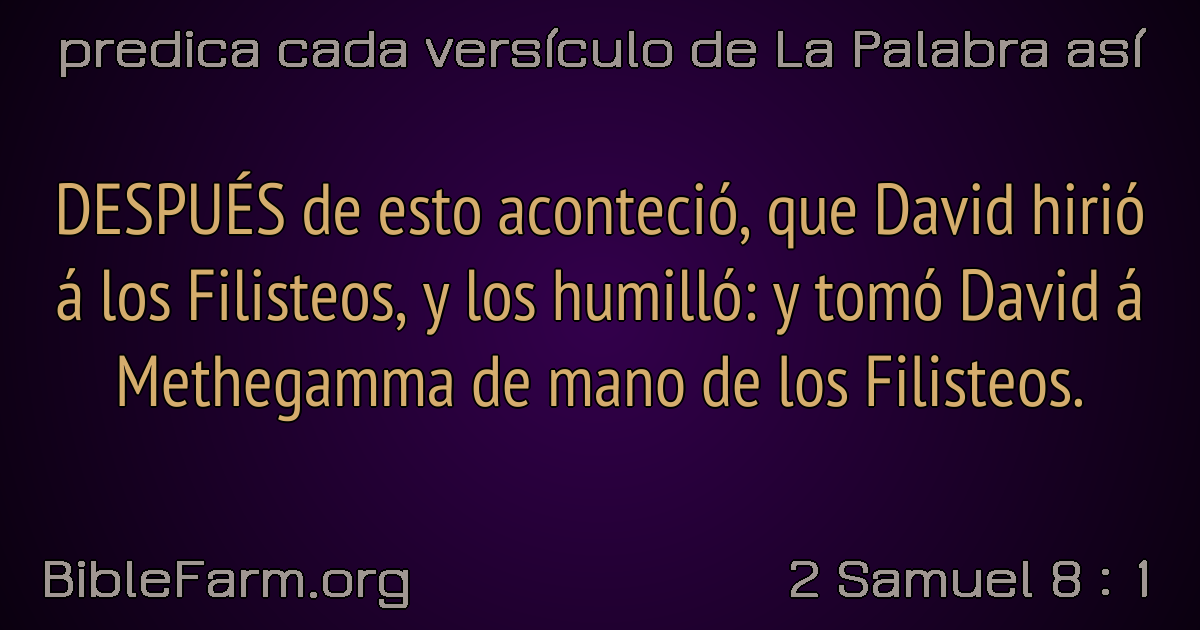 predica cada versículo de La Palabra así
DESPUÉS de esto aconteció, que David hirió
á los Filisteos, y los humilló: y tomó David á
Methegamma de mano de los Filisteos.
BibleFarm.org
2 Samuel 8 : 1